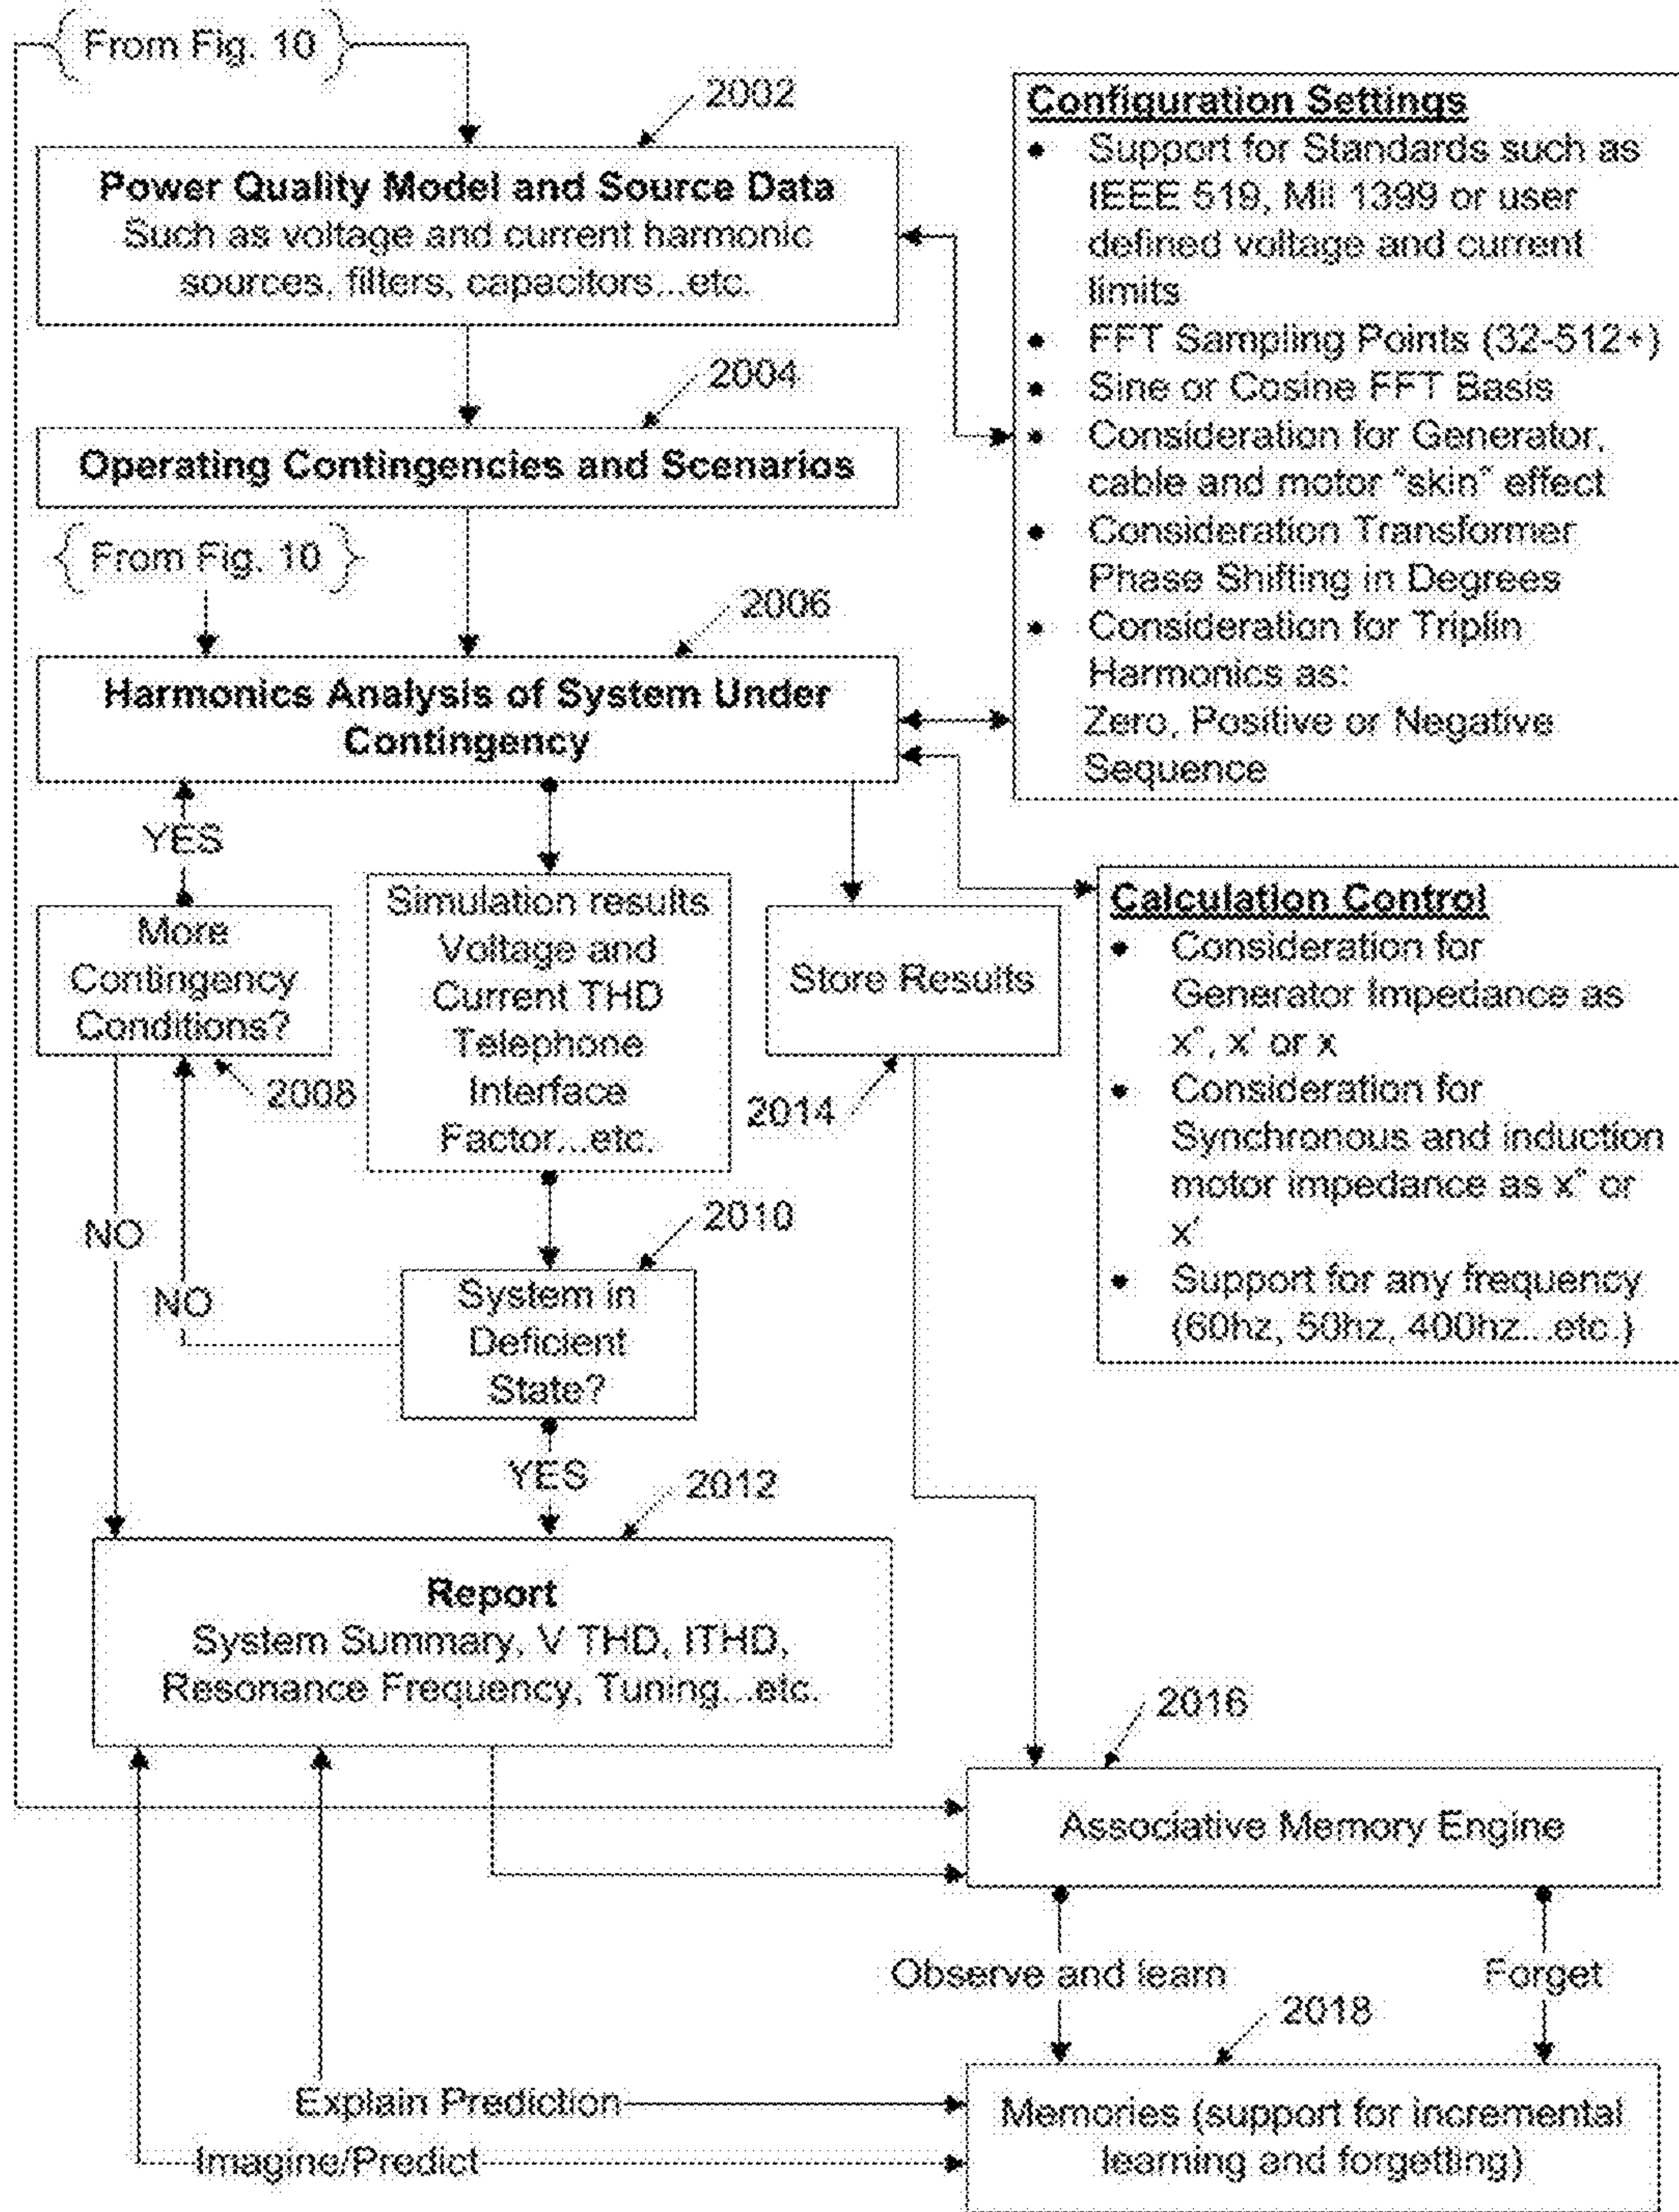 From Fig. 10
2002
Power Quality Model and Source Data
Such as voltage and current harmonic
sources, filters, capacitors...etc.
2004
Operating Contingencies and Scenarios
From Fig. 10
2006
Harmonics Analysis of System Under
Contingency
Configuration Settings
• Support for Standards such as
IEEE 519, Mil 1399 or user
defined voltage and current
limits
• FFT Sampling Points (32-512+)
• Sine or Cosine FFT Basis
• Consideration for Generator,
cable and motor "skin" effect
• Consideration Transformer
Phase Shifting in Degrees
• Consideration for Triplin
Harmonics as:
Zero, Positive or Negative
Sequence
YES
More
Contingency
Conditions?
2008
Simulation results
Voltage and
Current THD
Telephone
Interface
Factor...etc.
Store Results
2014
Calculation Control
• Consideration for
Generator Impedance as
x", x' or x
• Consideration for
Synchronous and induction
motor impedance as x" or
x'
• Support for any frequency
(60hz, 50hz, 400hz...etc.)
NO
NO
2010
System in
Deficient
State?
YES
2012
Report
System Summary, V THD, ITHD,
Resonance Frequency, Tuning...etc.
2016
Associative Memory Engine
Observe and learn
Forget
2018
Explain Prediction
Imagine/Predict
Memories (support for incremental
learning and forgetting)